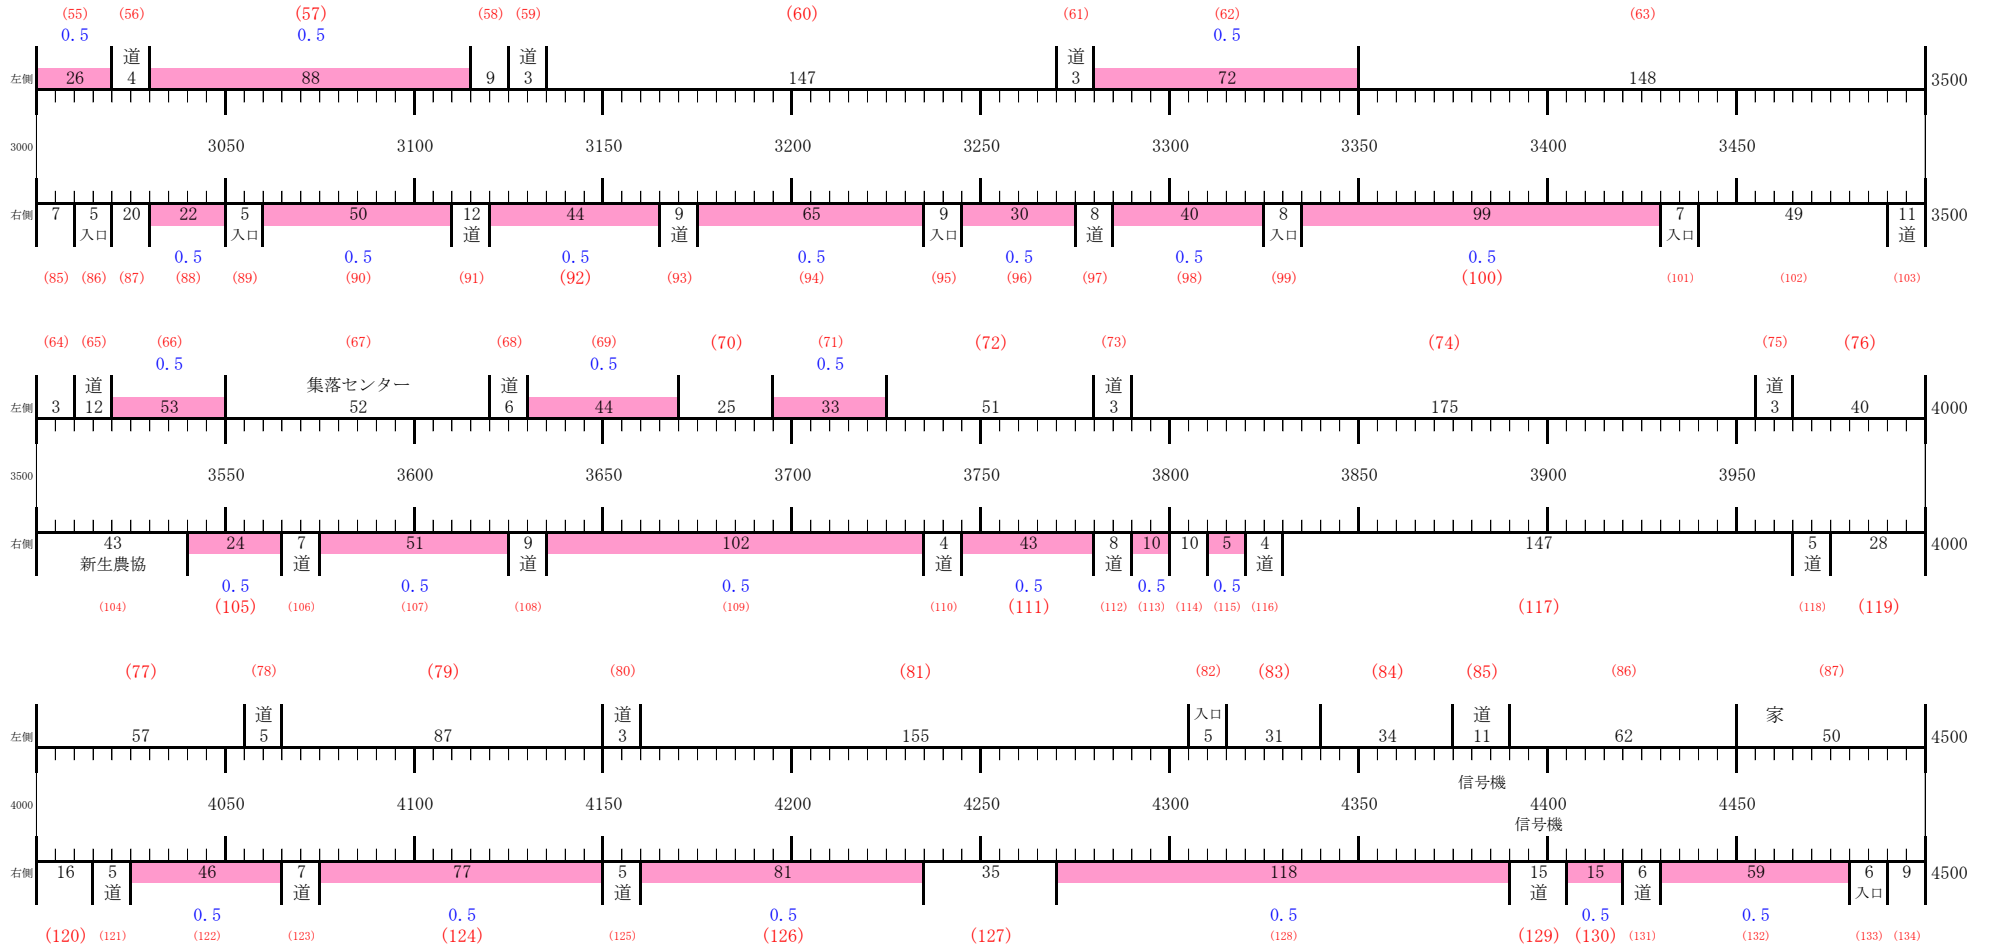 (55) (56) (57) (58) (59) (60) (61) (62) (63)
0.5 0.5 0.5
道 道 道
左側 26 4 88 9 3 147 3 72 148 3500
3000 3050 3100 3150 3200 3250 3300 3350 3400 3450
右側 7 5 20 22 5 50 12 44 9 65 9 30 8 40 8 99 7 49 11 3500
入口 入口 道 道 入口 道 入口 入口 道
0.5 0.5 0.5 0.5 0.5 0.5 0.5
(85) (86) (87) (88) (89) (90) (91) (92) (93) (94) (95) (96) (97) (98) (99) (100) (101) (102) (103)
(64) (65) (66) (67) (68) (69) (70) (71) (72) (73) (74) (75) (76)
0.5 0.5 0.5
道 集落センター 道 道 道
左側 3 12 53 52 6 44 25 33 51 3 175 3 40 4000
3500 3550 3600 3650 3700 3750 3800 3850 3900 3950
右側 43 24 7 51 9 102 4 43 8 10 10 5 4 147 5 28 4000
新生農協 道 道 道 道 道 道
0.5 0.5 0.5 0.5 0.5 0.5
(104) (105) (106) (107) (108) (109) (110) (111) (112) (113) (114) (115) (116) (117) (118) (119)
(77) (78) (79) (80) (81) (82) (83) (84) (85) (86) (87)
道 道 入口 道 家
左側 57 5 87 3 155 5 31 34 11 62 50 4500
信号機
4000 4050 4100 4150 4200 4250 4300 4350 4400 4450
信号機
右側 16 5 46 7 77 5 81 35 118 15 15 6 59 6 9 4500
道 道 道 道 道 入口
0.5 0.5 0.5 0.5 0.5 0.5
(120) (121) (122) (123) (124) (125) (126) (127) (128) (129) (130) (131) (132) (133) (134)